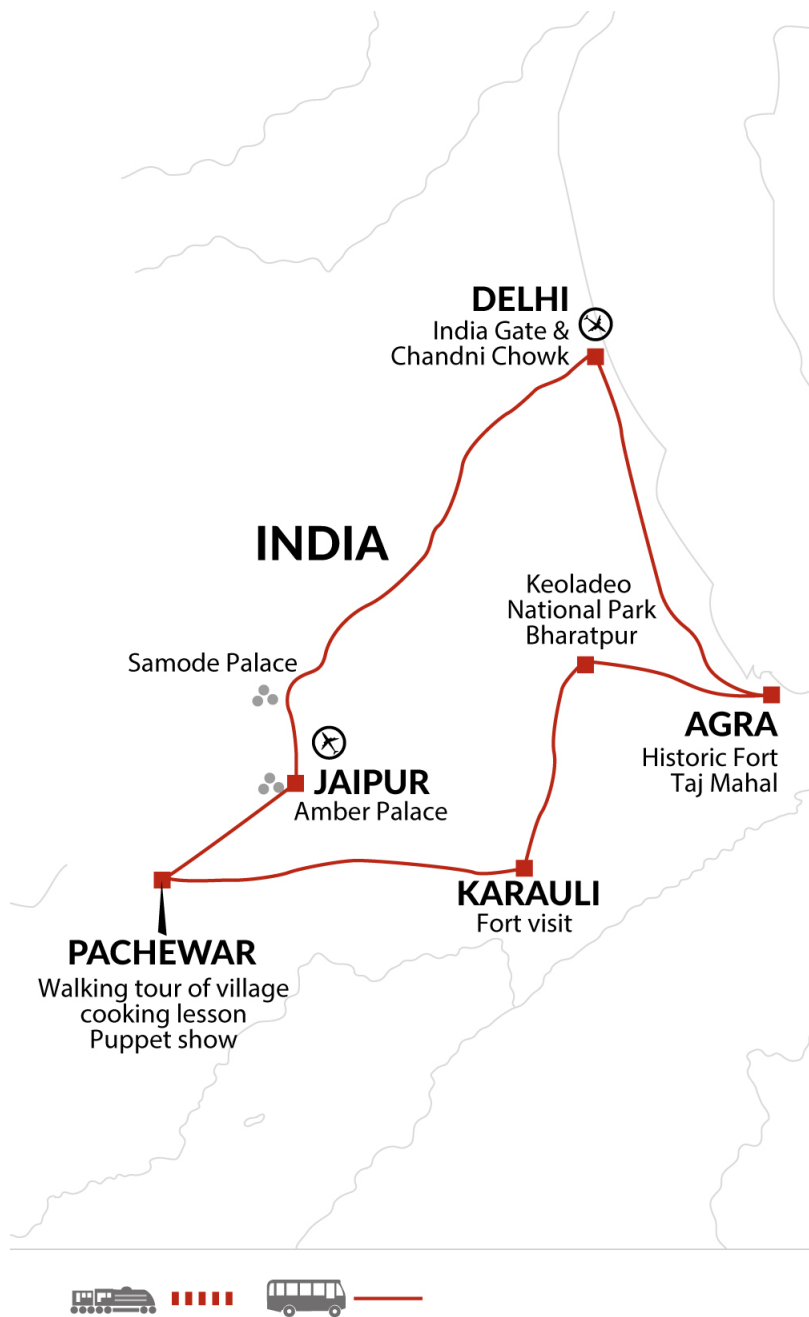 DELHI
India Gate &
Chandni Chowk
INDIA
Keoladeo
National Park
Bharatpur
Samode Palace
AGRA
Historic Fort
Taj Mahal
JAIPUR
Amber Palace
KARAULI
Fort visit
PACHEWAR
Walking tour of village
cooking lesson
Puppet show